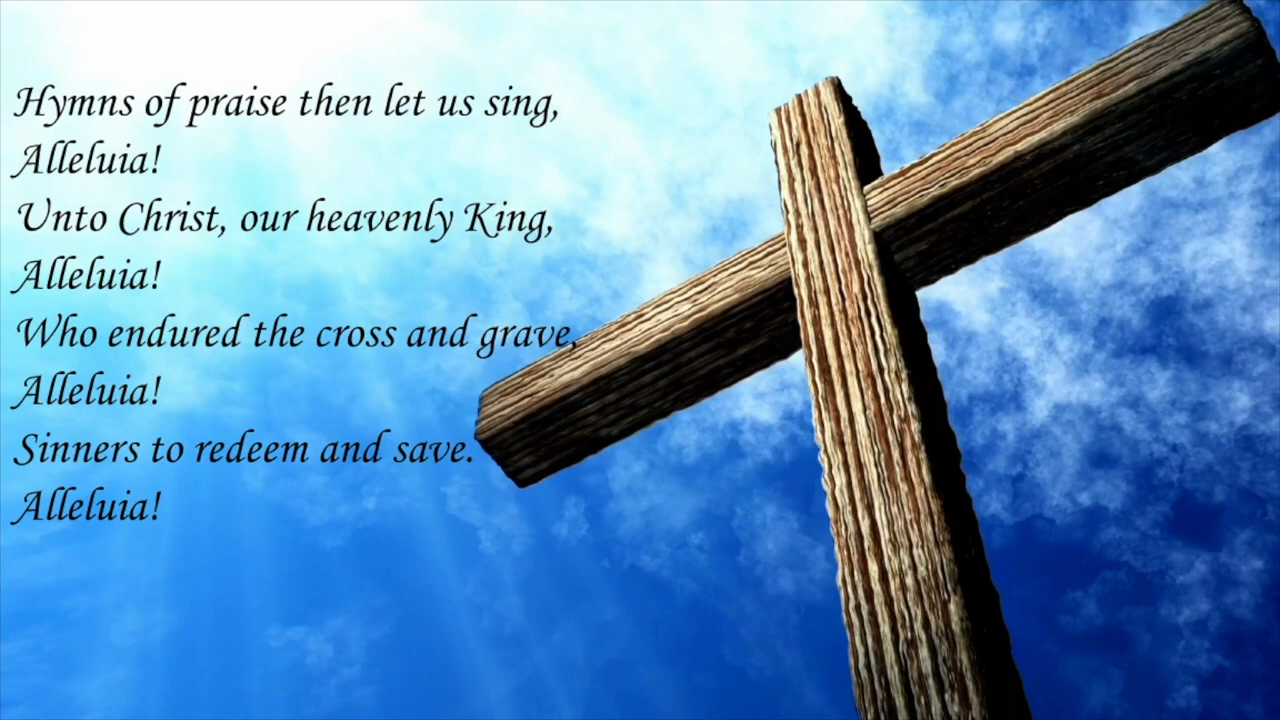 Hymns of praise then let us sing,
Alleluia!
Unto Christ, our heavenly King,
Alleluia!
Who endured the cross and grave,
Alleluia!
Sinners to redeem and save.
Alleluia!